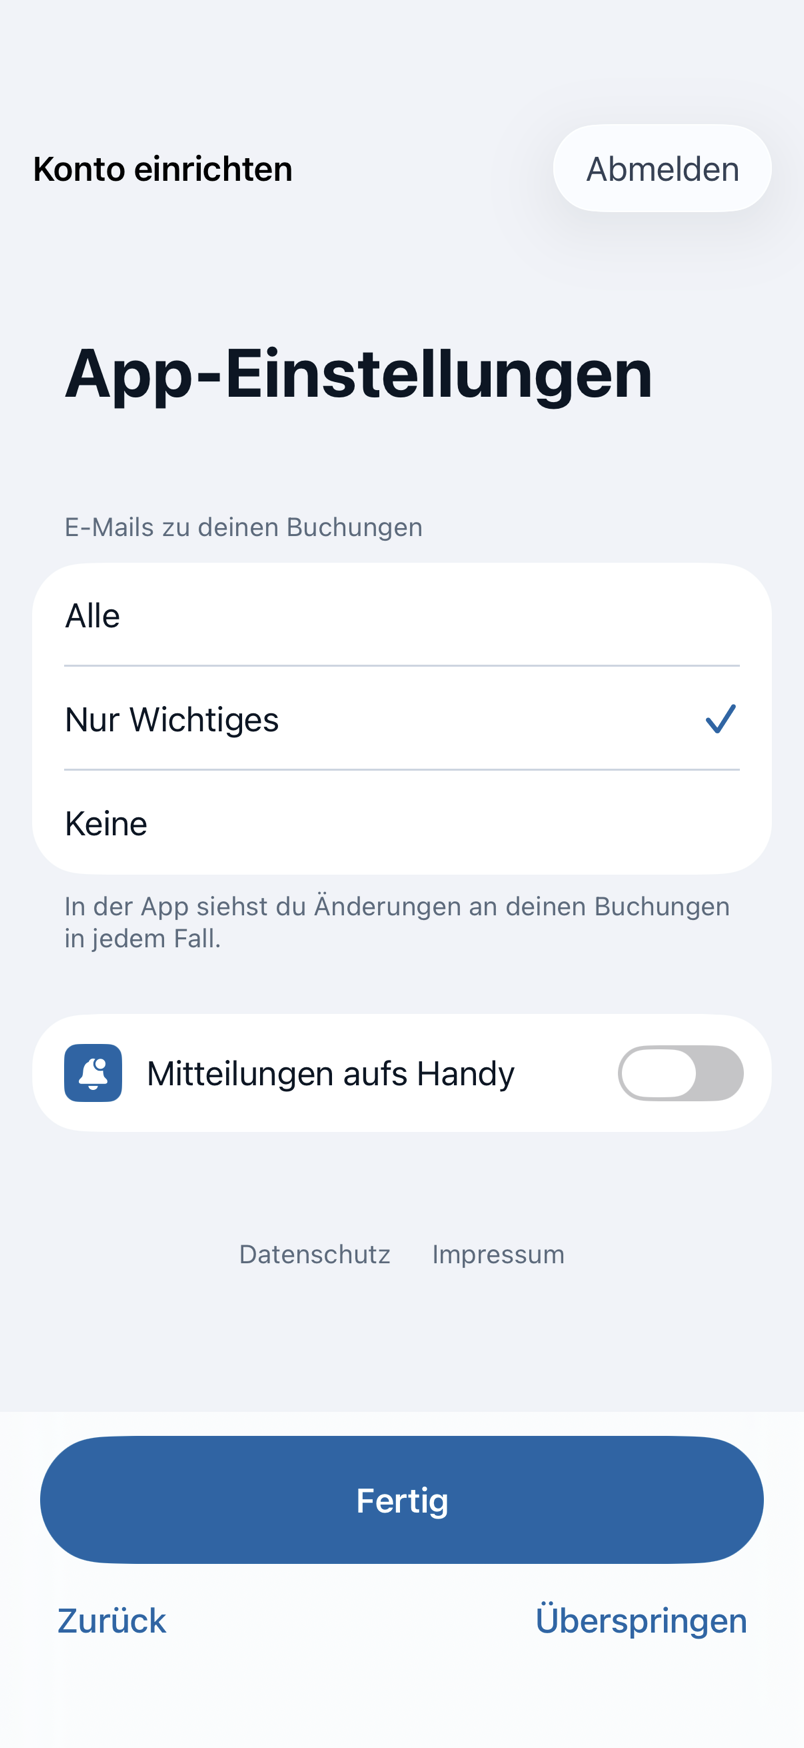 Konto einrichten
Abmelden
App-Einstellungen
E-Mails zu deinen Buchungen
Alle
Nur Wichtiges
Keine
In der App siehst du Änderungen an deinen Buchungen
in jedem Fall.
Mitteilungen aufs Handy
Datenschutz Impressum
Fertig
Zurück
Überspringen